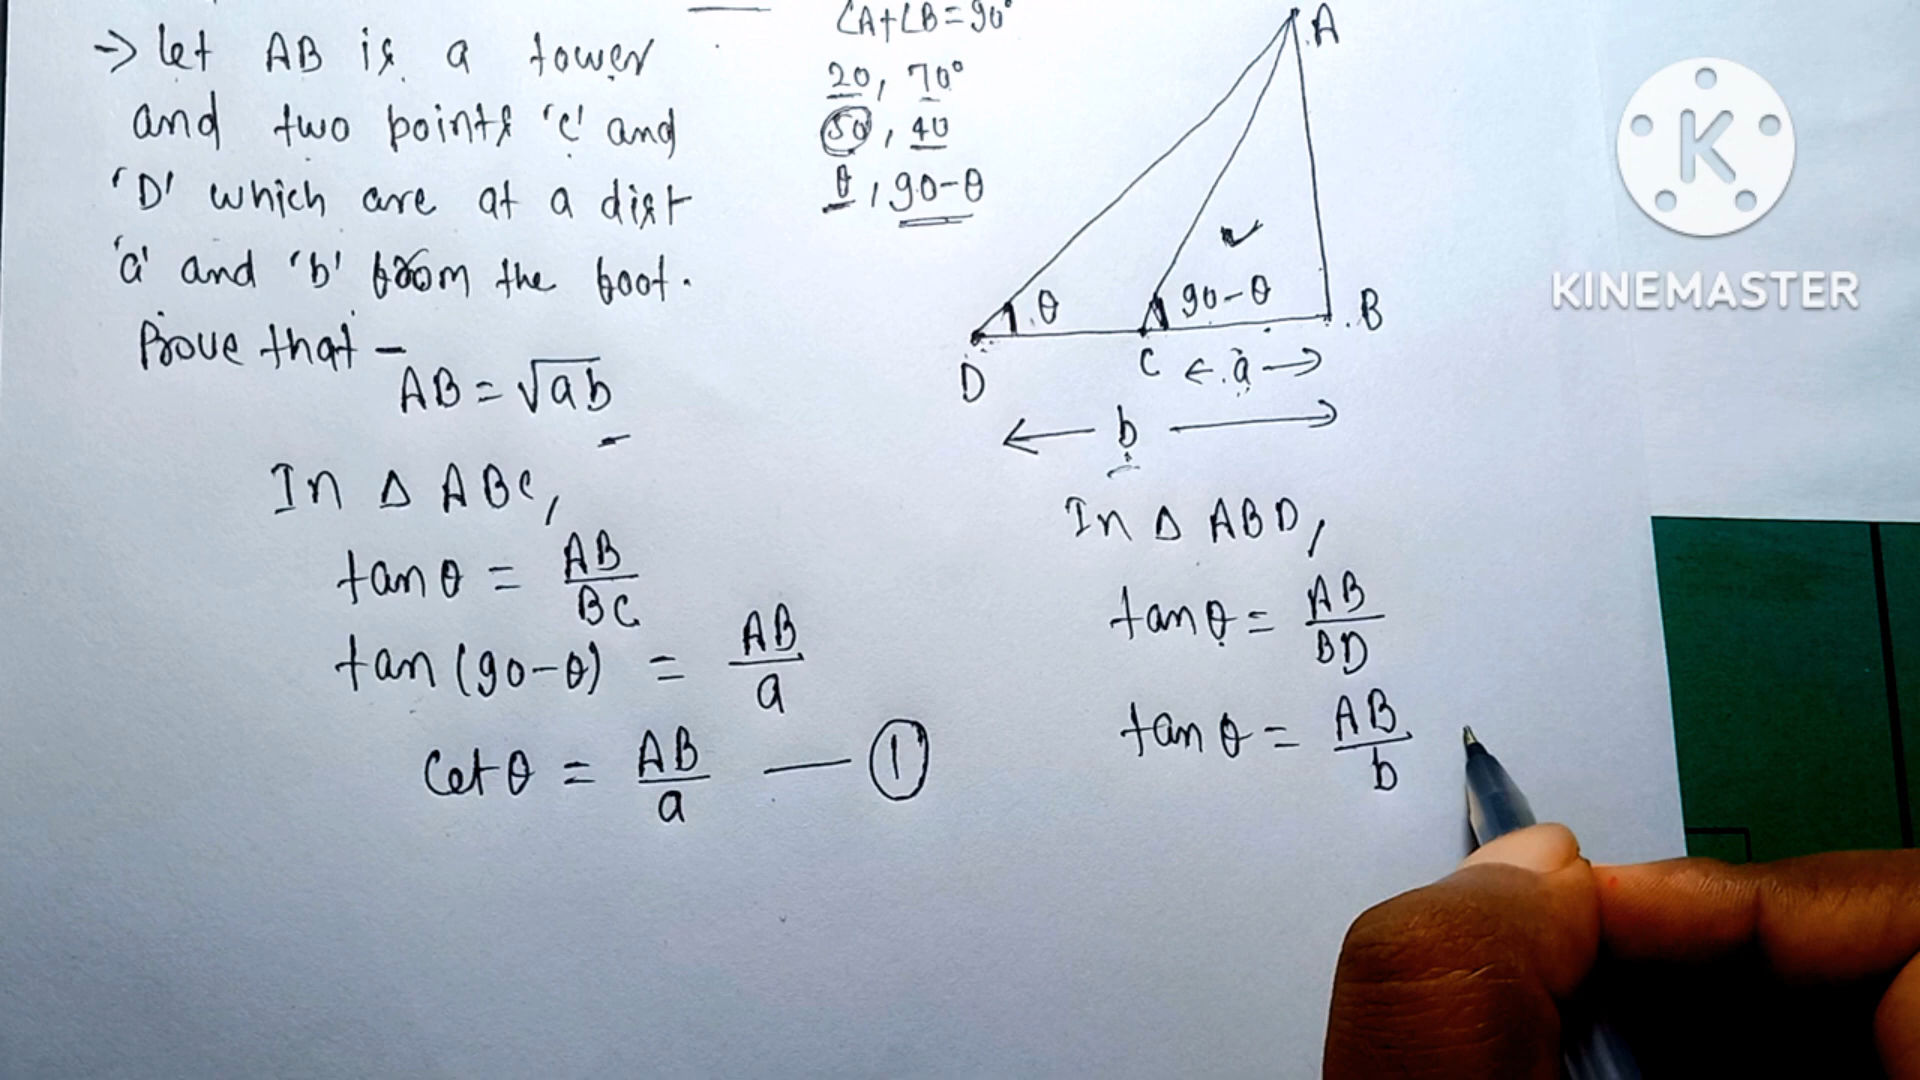 ∠A+∠B=90°
→ let AB is a tower
and two points 'C' and
'D' which are at a dist
'a' and 'b' from the foot.
Prove that -
AB = √ab
20, 70°
50, 40
θ, 90-θ
A
θ
90-θ
B
D
C
← a →
← b →
K
KINEMASTER
In Δ ABC,
tan θ = AB/BC
tan (90-θ) = AB/a
Cot θ = AB/a — 1
In Δ ABD,
tan θ = AB/BD
tan θ = AB/b